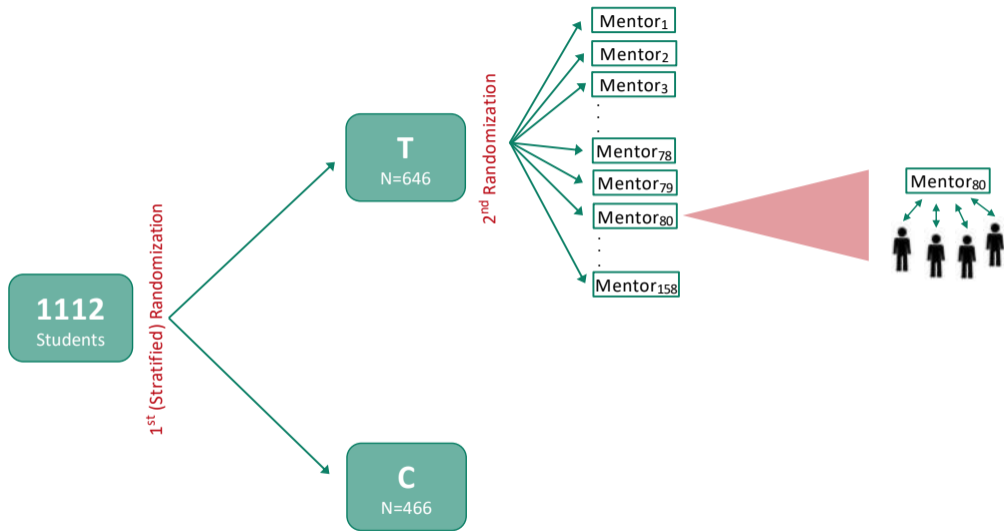 1112
Students
1st (Stratified) Randomization
T
N=646
C
N=466
2nd Randomization
Mentor1
Mentor2
Mentor3
Mentor78
Mentor79
Mentor80
Mentor158
Mentor80